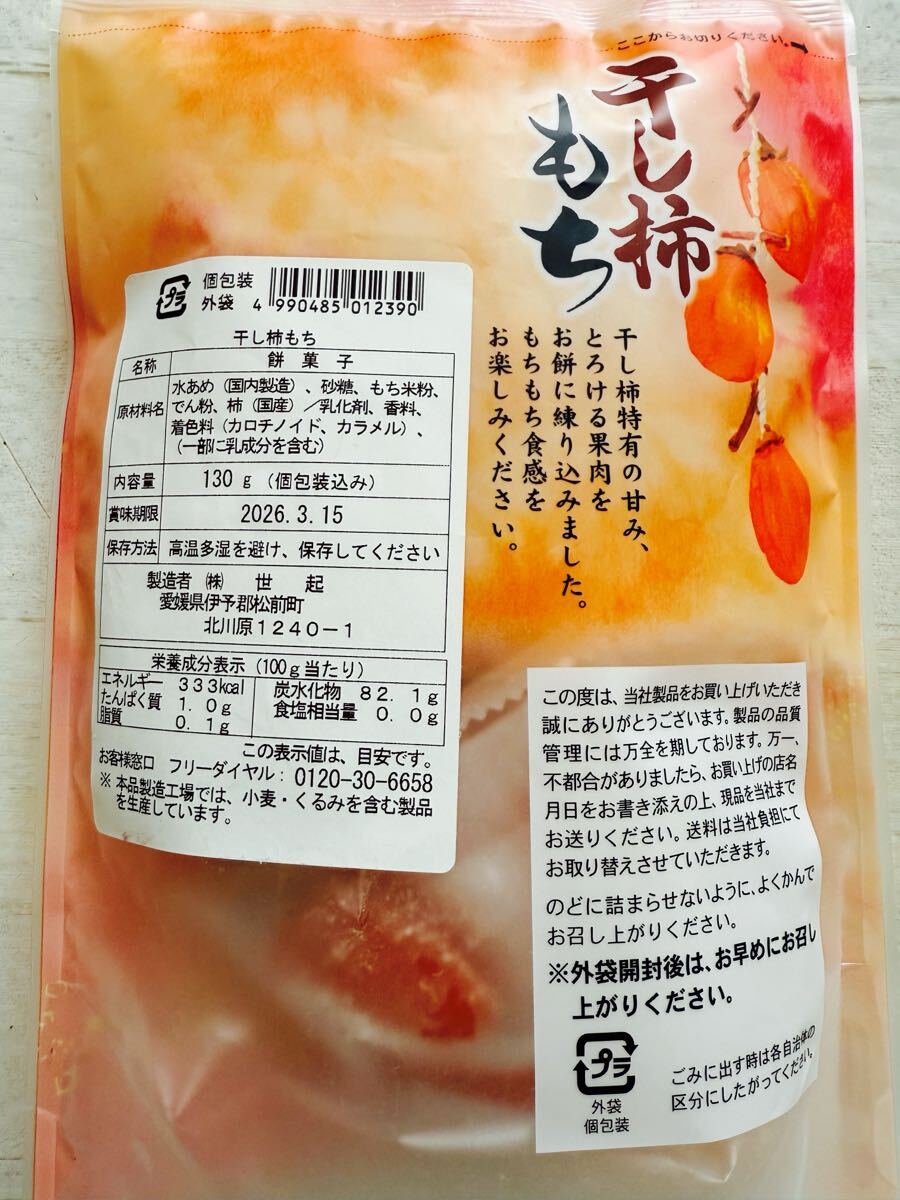 ここからお切りください。
干し柿
もち
干し柿特有の甘み、
とろける果肉を
お餅に練り込みました。
もちもち食感を
お楽しみください。
プラ
個包装
外袋
4 990485 012390
干し柿もち
名称 餅菓子
原材料名 水あめ（国内製造）、砂糖、もち米粉、
でん粉、柿（国産）／乳化剤、香料、
着色料（カロチノイド、カラメル）、
（一部に乳成分を含む）
内容量 130g（個包装込み）
賞味期限 2026.3.15
保存方法 高温多湿を避け、保存してください
製造者 ㈱ 世起
愛媛県伊予郡松前町
北川原1240-1
栄養成分表示（100g当たり）
エネルギー 333kcal 炭水化物 82.1g
たんぱく質 1.0g 食塩相当量 0.0g
脂質 0.1g
この表示値は、目安です。
お客様窓口 フリーダイヤル：0120-30-6658
※本品製造工場では、小麦・くるみを含む製品
を生産しています。
この度は、当社製品をお買い上げいただき
誠にありがとうございます。製品の品質
管理には万全を期しております。万一、
不都合がありましたら、お買い上げの店名
月日をお書き添えの上、現品を当社まで
お送りください。送料は当社負担にて
お取り替えさせていただきます。
のどに詰まらせないように、よくかんで
お召し上がりください。
※外袋開封後は、お早めにお召し
上がりください。
プラ
外袋
個包装
ごみに出す時は各自治体の
区分にしたがってください。